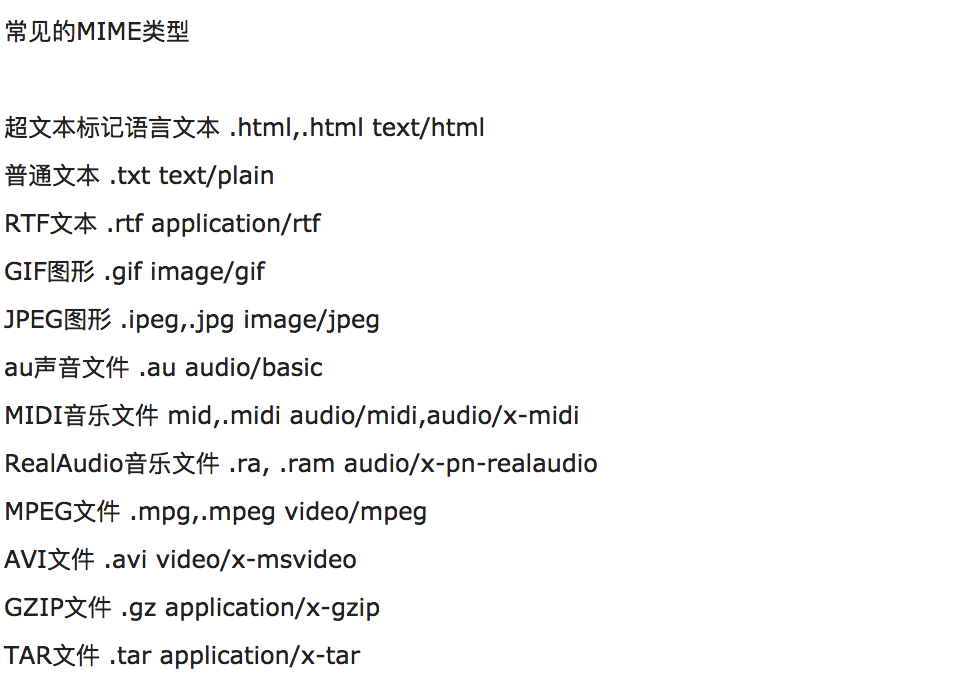 常见的MIME类型
超文本标记语言文本 .html,.html text/html
普通文本 .txt text/plain
RTF文本 .rtf application/rtf
GIF图形 .gif image/gif
JPEG图形 .ipeg,.jpg image/jpeg
au声音文件 .au audio/basic
MIDI音乐文件 mid,.midi audio/midi,audio/x-midi
RealAudio音乐文件 .ra, .ram audio/x-pn-realaudio
MPEG文件 .mpg,.mpeg video/mpeg
AVI文件 .avi video/x-msvideo
GZIP文件 .gz application/x-gzip
TAR文件 .tar application/x-tar